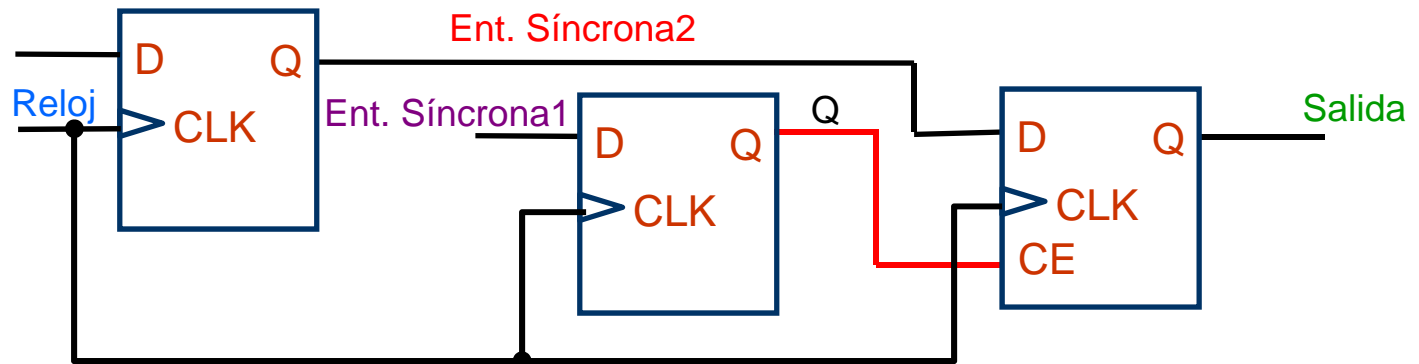 Ent. Síncrona2
D Q
Reloj
CLK
Ent. Síncrona1
Q
D Q
CLK
Salida
D Q
CLK
CE